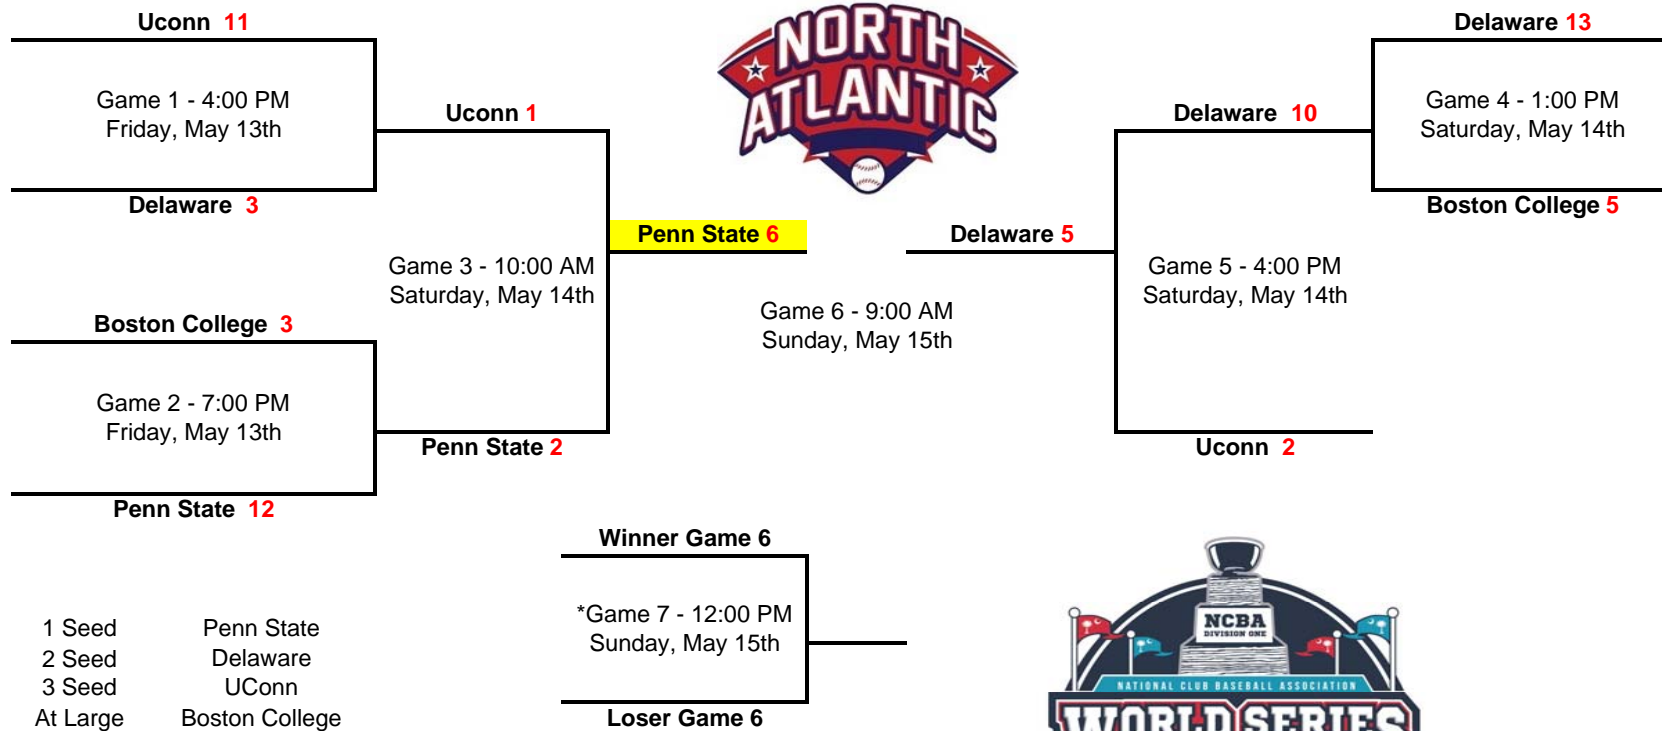 Uconn 11
Game 1 - 4:00 PM
Friday, May 13th
Delaware 3
Uconn 1
Game 3 - 10:00 AM
Saturday, May 14th
Boston College 3
Game 2 - 7:00 PM
Friday, May 13th
Penn State 12
Penn State 2
NORTH
ATLANTIC
Penn State 6
Delaware 5
Game 6 - 9:00 AM
Sunday, May 15th
Delaware 13
Game 4 - 1:00 PM
Saturday, May 14th
Boston College 5
Delaware 10
Game 5 - 4:00 PM
Saturday, May 14th
Uconn 2
Winner Game 6
*Game 7 - 12:00 PM
Sunday, May 15th
Loser Game 6
1 Seed Penn State
2 Seed Delaware
3 Seed UConn
At Large Boston College
NCBA
DIVISION ONE
NATIONAL CLUB BASEBALL ASSOCIATION
WORLD SERIES